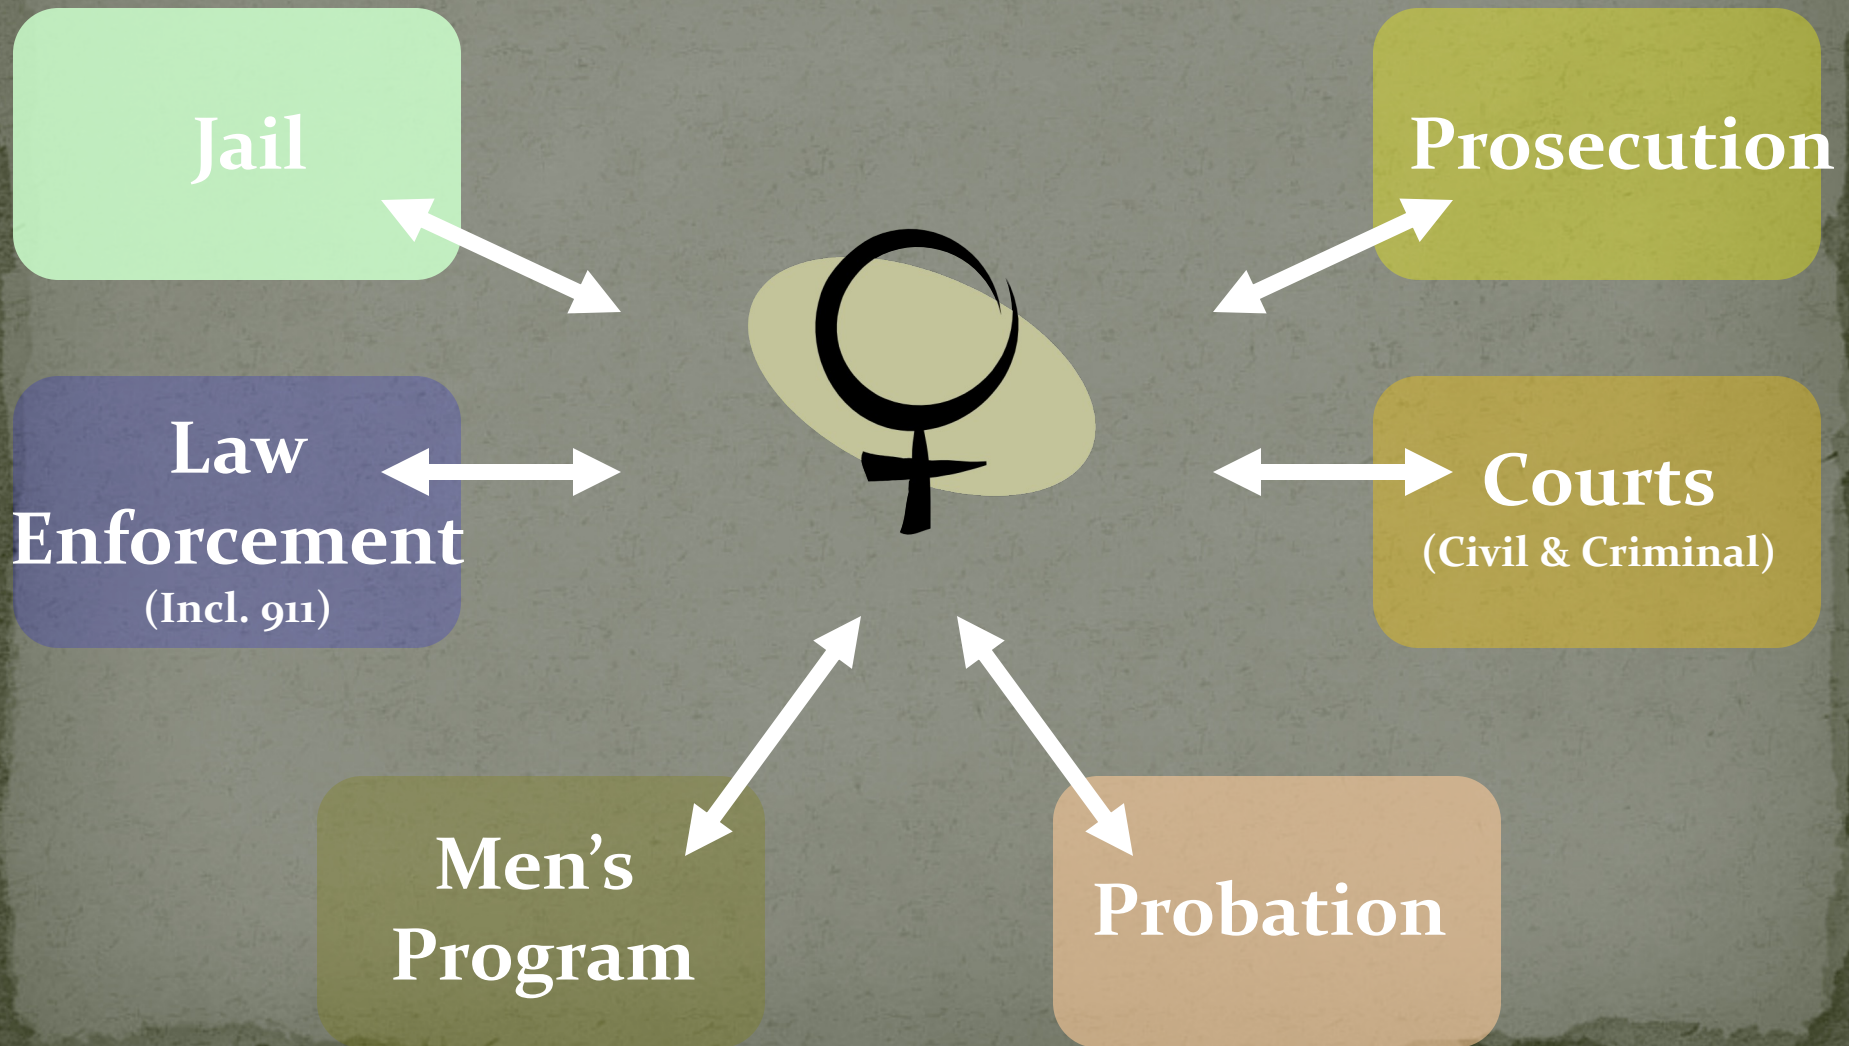 Jail
Prosecution
Law
Enforcement
(Incl. 911)
Courts
(Civil & Criminal)
Men’s
Program
Probation